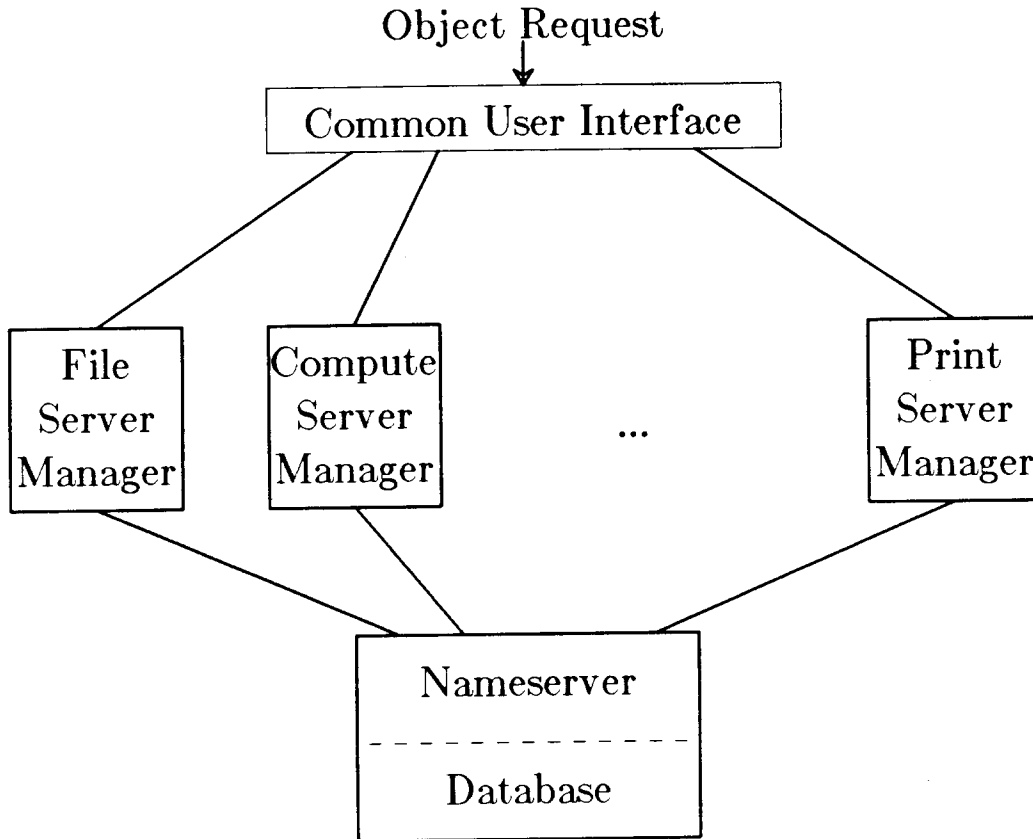 Object Request
Common User Interface
File
Server
Manager
Compute
Server
Manager
...
Print
Server
Manager
Nameserver
Database